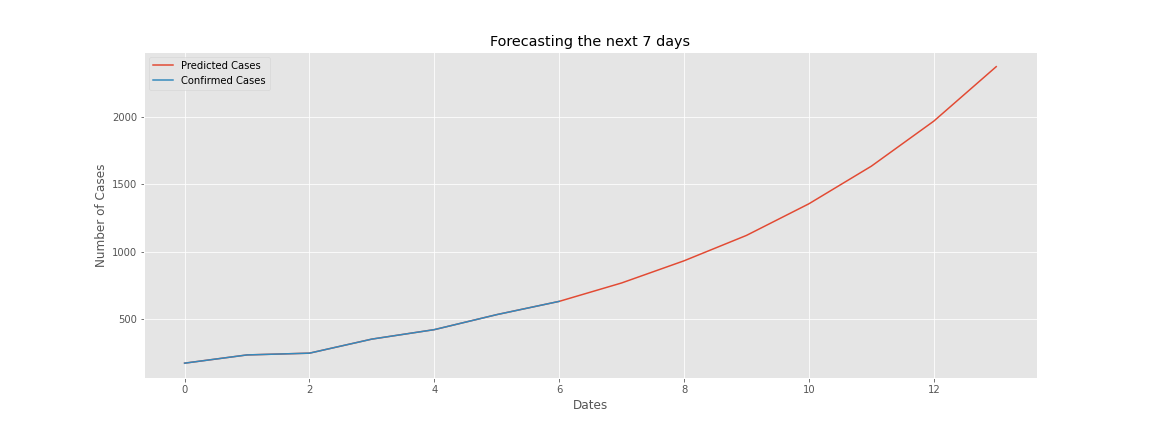 Forecasting the next 7 days
Predicted Cases
Confirmed Cases
2000
1500
1000
500
Number of Cases
0 2 4 6 8 10 12
Dates